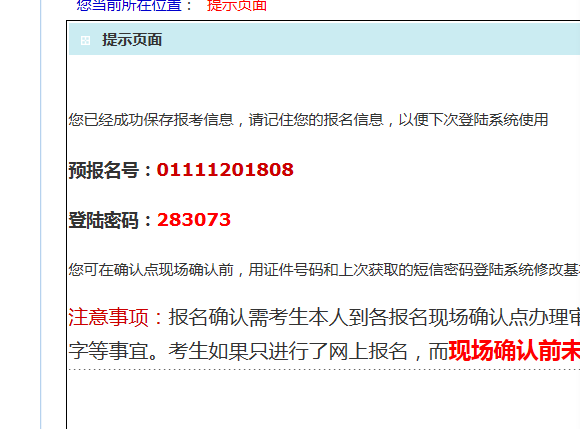 您当前所在位置： 提示页面
提示页面
您已经成功保存报考信息，请记住您的报名信息，以便下次登陆系统使用
预报名号：01111201808
登陆密码：283073
您可在确认点现场确认前，用证件号码和上次获取的短信密码登陆系统修改基
注意事项：报名确认需考生本人到各报名现场确认点办理审
字等事宜。考生如果只进行了网上报名，而现场确认前未